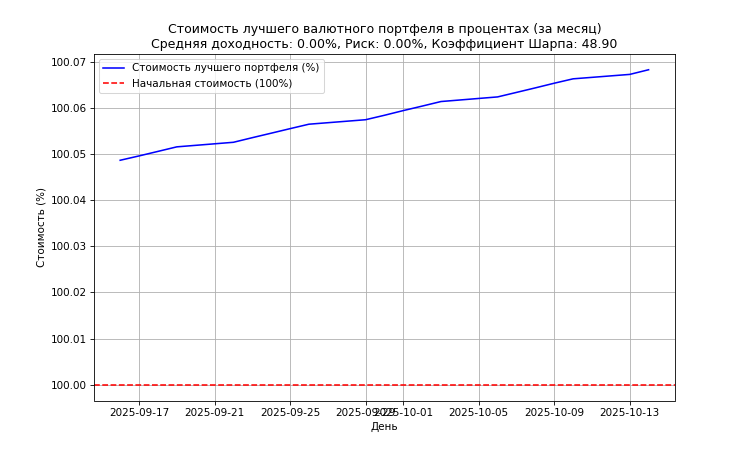 Стоимость лучшего валютного портфеля в процентах (за месяц)
Средняя доходность: 0.00%, Риск: 0.00%, Коэффициент Шарпа: 48.90
Стоимость лучшего портфеля (%)
Начальная стоимость (100%)
Стоимость (%)
100.07
100.06
100.05
100.04
100.03
100.02
100.01
100.00
2025-09-17
2025-09-21
2025-09-25
2025-09-29
2025-10-01
2025-10-05
2025-10-09
2025-10-13
День